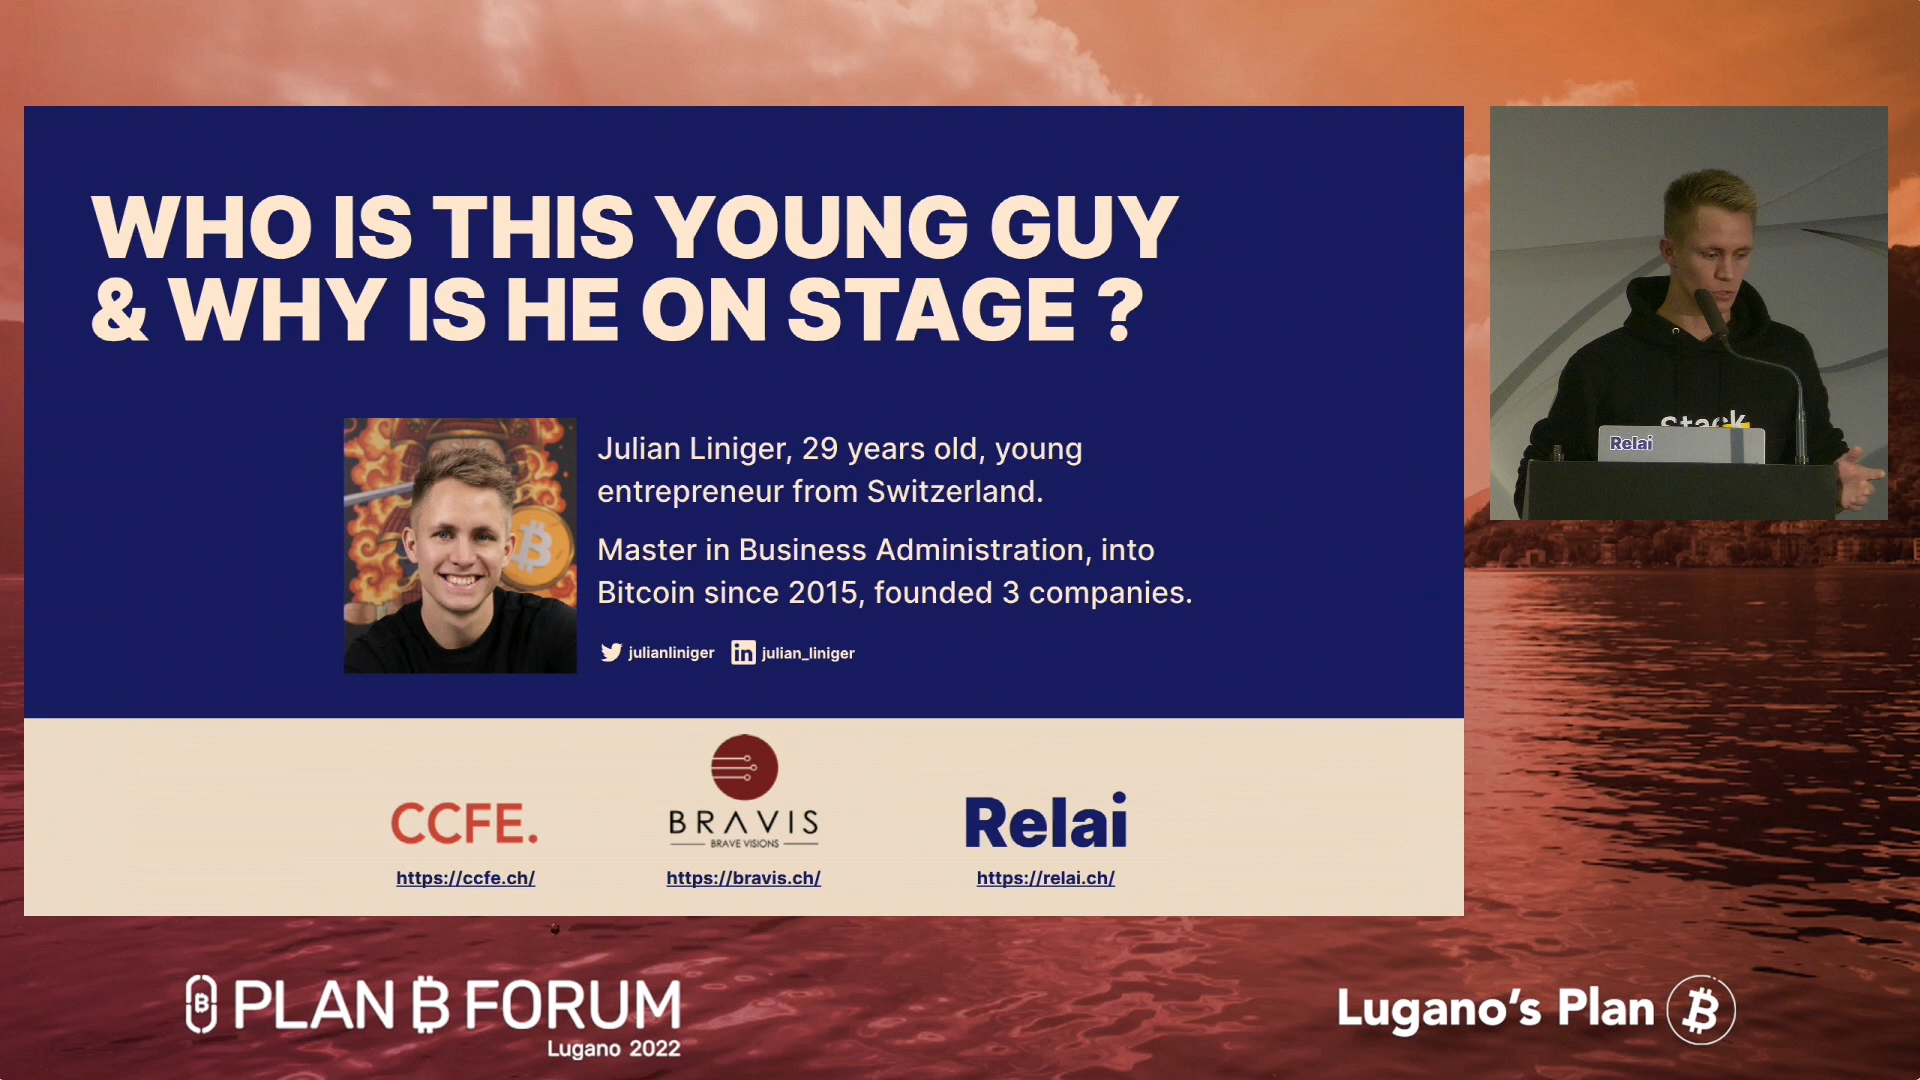 WHO IS THIS YOUNG GUY
& WHY IS HE ON STAGE ?
Julian Liniger, 29 years old, young
entrepreneur from Switzerland.
Master in Business Administration, into
Bitcoin since 2015, founded 3 companies.
julianliniger
julian_liniger
CCFE.
https://ccfe.ch/
BRAVIS
BRAVE VISIONS
https://bravis.ch/
Relai
https://relai.ch/
Stack
Relai
PLAN ₿ FORUM
Lugano 2022
Lugano's Plan ₿